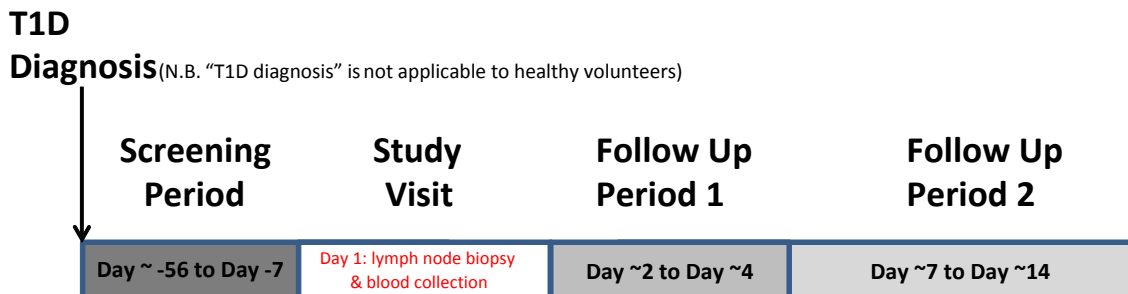 T1D
Diagnosis(N.B. “T1D diagnosis” is not applicable to healthy volunteers)
Screening
Period
Study
Visit
Follow Up
Period 1
Follow Up
Period 2
Day ~ -56 to Day -7
Day 1: lymph node biopsy
& blood collection
Day ~2 to Day ~4
Day ~7 to Day ~14